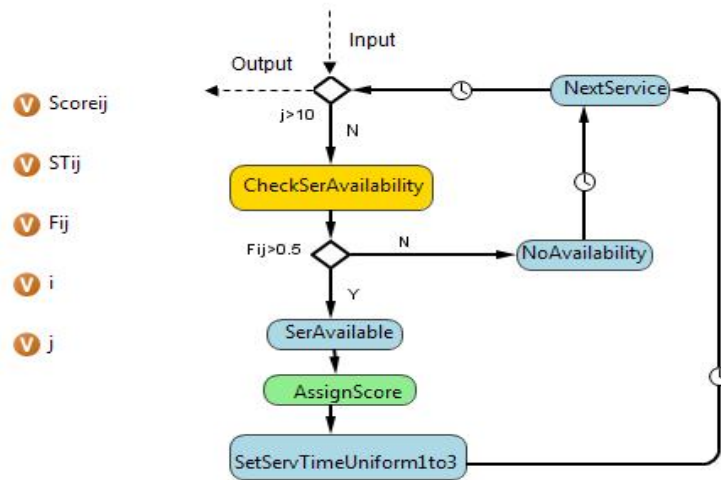 Input
Output
NextService
V Scoreij
j>10
N
V STij
CheckSerAvailability
V Fij
Fij>0.5
N
NoAvailability
V i
Y
SerAvailable
V j
AssignScore
SetServTimeUniform1to3